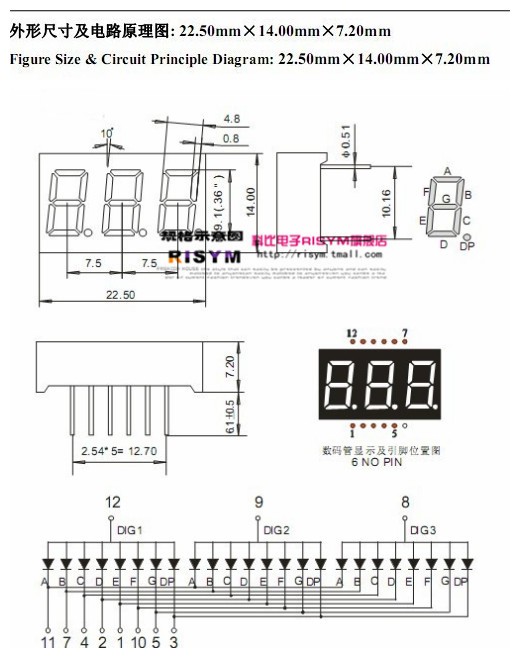 外形尺寸及电路原理图: 22.50mm×14.00mm×7.20mm
Figure Size & Circuit Principle Diagram: 22.50mm×14.00mm×7.20mm
4.8
10°
0.8
9.1(.36")
14.00
φ0.51
10.16
A
F B
G
E C
D DP
规格示意图 科比电子RISYM旗舰店
RISYM http://risym.tmall.com
7.5 7.5
22.50
7.20
6.1±0.5
2.54* 5= 12.70
12 7
1 5
数码管显示及引脚位置图
6 NO PIN
12 9 8
DIG1 DIG2 DIG3
A B C D E F G DP A B C D E F G DP A B C D E F G DP
11 7 4 2 1 10 5 3